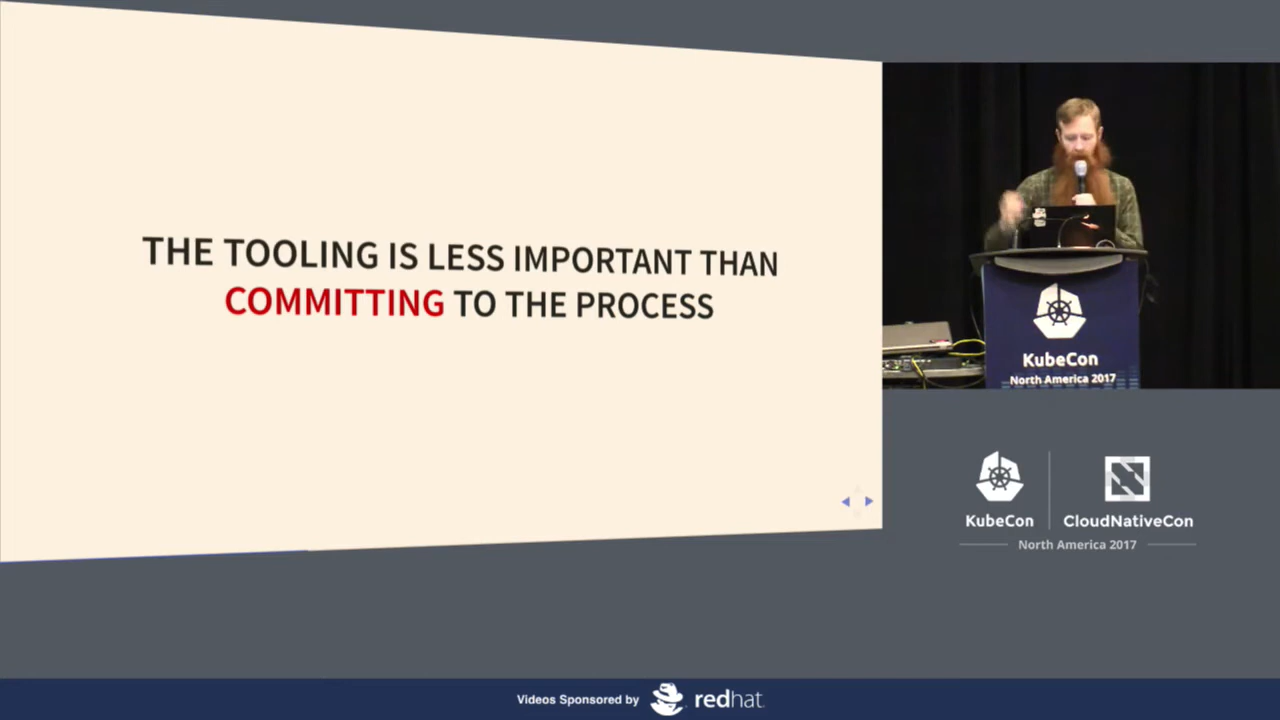 THE TOOLING IS LESS IMPORTANT THAN
COMMITTING TO THE PROCESS
KubeCon
North America 2017
KubeCon
CloudNativeCon
North America 2017
Videos Sponsored by
redhat.